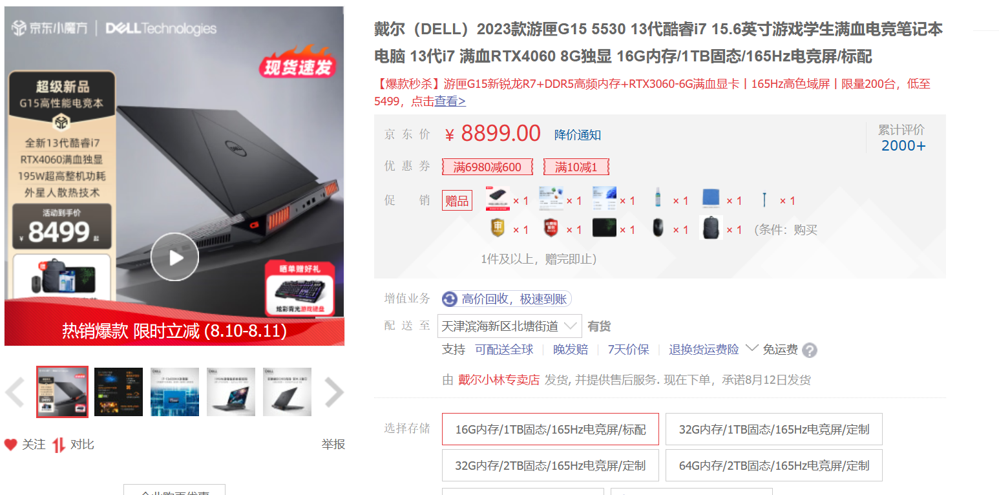 京东小魔方 | DELLTechnologies
现货速发
超级新品
G15高性能电竞本
全新13代酷睿i7
RTX4060满血独显
195W超高整机功耗
外星人散热技术
活动到手价
¥ 8499 起
赠
晒单赠好礼
炫彩背光游戏键盘
热销爆款 限时立减 (8.10-8.11)
关注 对比 举报
戴尔（DELL）2023款游匣G15 5530 13代酷睿i7 15.6英寸游戏学生满血电竞笔记本
电脑 13代i7 满血RTX4060 8G独显 16G内存/1TB固态/165Hz电竞屏/标配
【爆款秒杀】游匣G15新锐龙R7+DDR5高频内存+RTX3060-6G满血显卡丨165Hz高色域屏丨限量200台，低至
5499，点击查看>
京东价 ￥ 8899.00 降价通知
累计评价
2000+
优惠券 满6980减600 满10减1
促销 赠品 × 1 × 1 × 1 × 1 × 1 × 1
× 1 × 1 × 1 × 1 × 1 （条件：购买
1件及以上，赠完即止）
增值业务 高价回收，极速到账
配送至 天津滨海新区北塘街道 有货
支持 可配送全球 晚发赔 7天价保 退换货运费险 免运费 ?
由 戴尔小林专卖店 发货, 并提供售后服务. 现在下单，承诺8月12日发货
选择存储 16G内存/1TB固态/165Hz电竞屏/标配 32G内存/1TB固态/165Hz电竞屏/定制
32G内存/2TB固态/165Hz电竞屏/定制 64G内存/2TB固态/165Hz电竞屏/定制